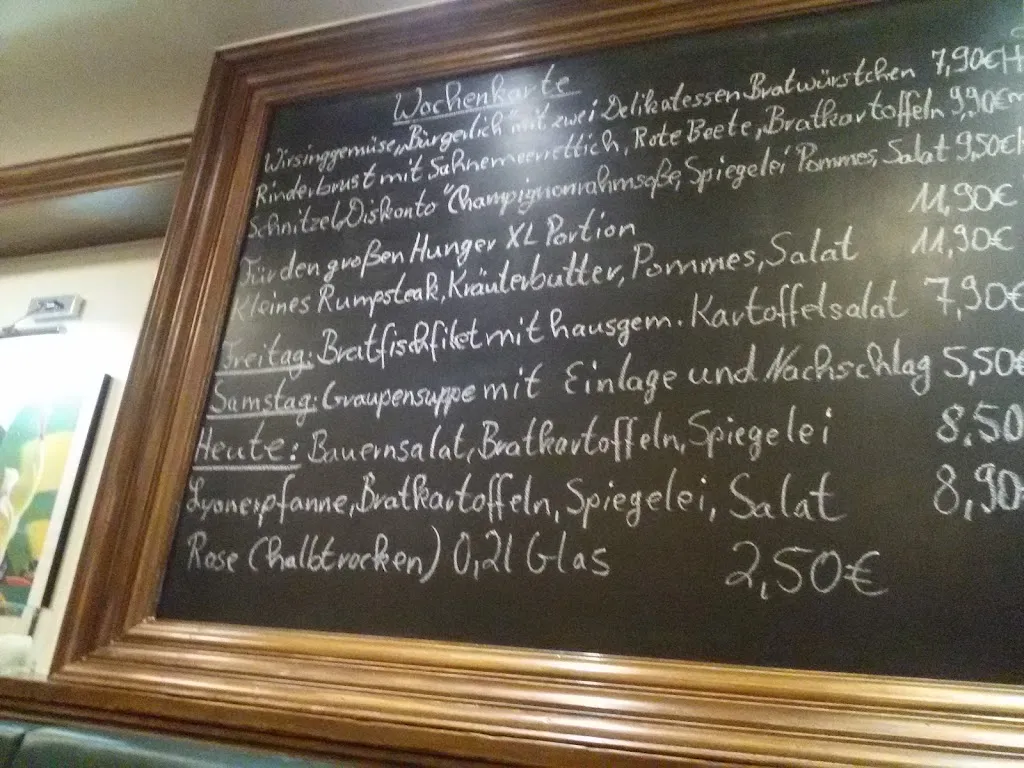 Wochenkarte
Wirsinggemüse „Bürgerlich" mit zwei Delikatessen Bratwürstchen 7,90€
Rinderbrust mit Sahnemeerrettich, Rote Beete, Bratkartoffeln 9,90€
Schnitzel „Diskonto" Champignonrahmsoße, Spiegelei Pommes, Salat 9,50€
Für den großen Hunger XL Portion 11,90€
Kleines Rumpsteak, Kräuterbutter, Pommes, Salat 11,90€
Freitag: Bratfischfilet mit hausgem. Kartoffelsalat 7,90€
Samstag: Graupensuppe mit Einlage und Nachschlag 5,50€
Heute: Bauernsalat, Bratkartoffeln, Spiegelei 8.50
Lyonerpfanne, Bratkartoffeln, Spiegelei, Salat 8,90
Rose (halbtrocken) 0,2l Glas 2,50€